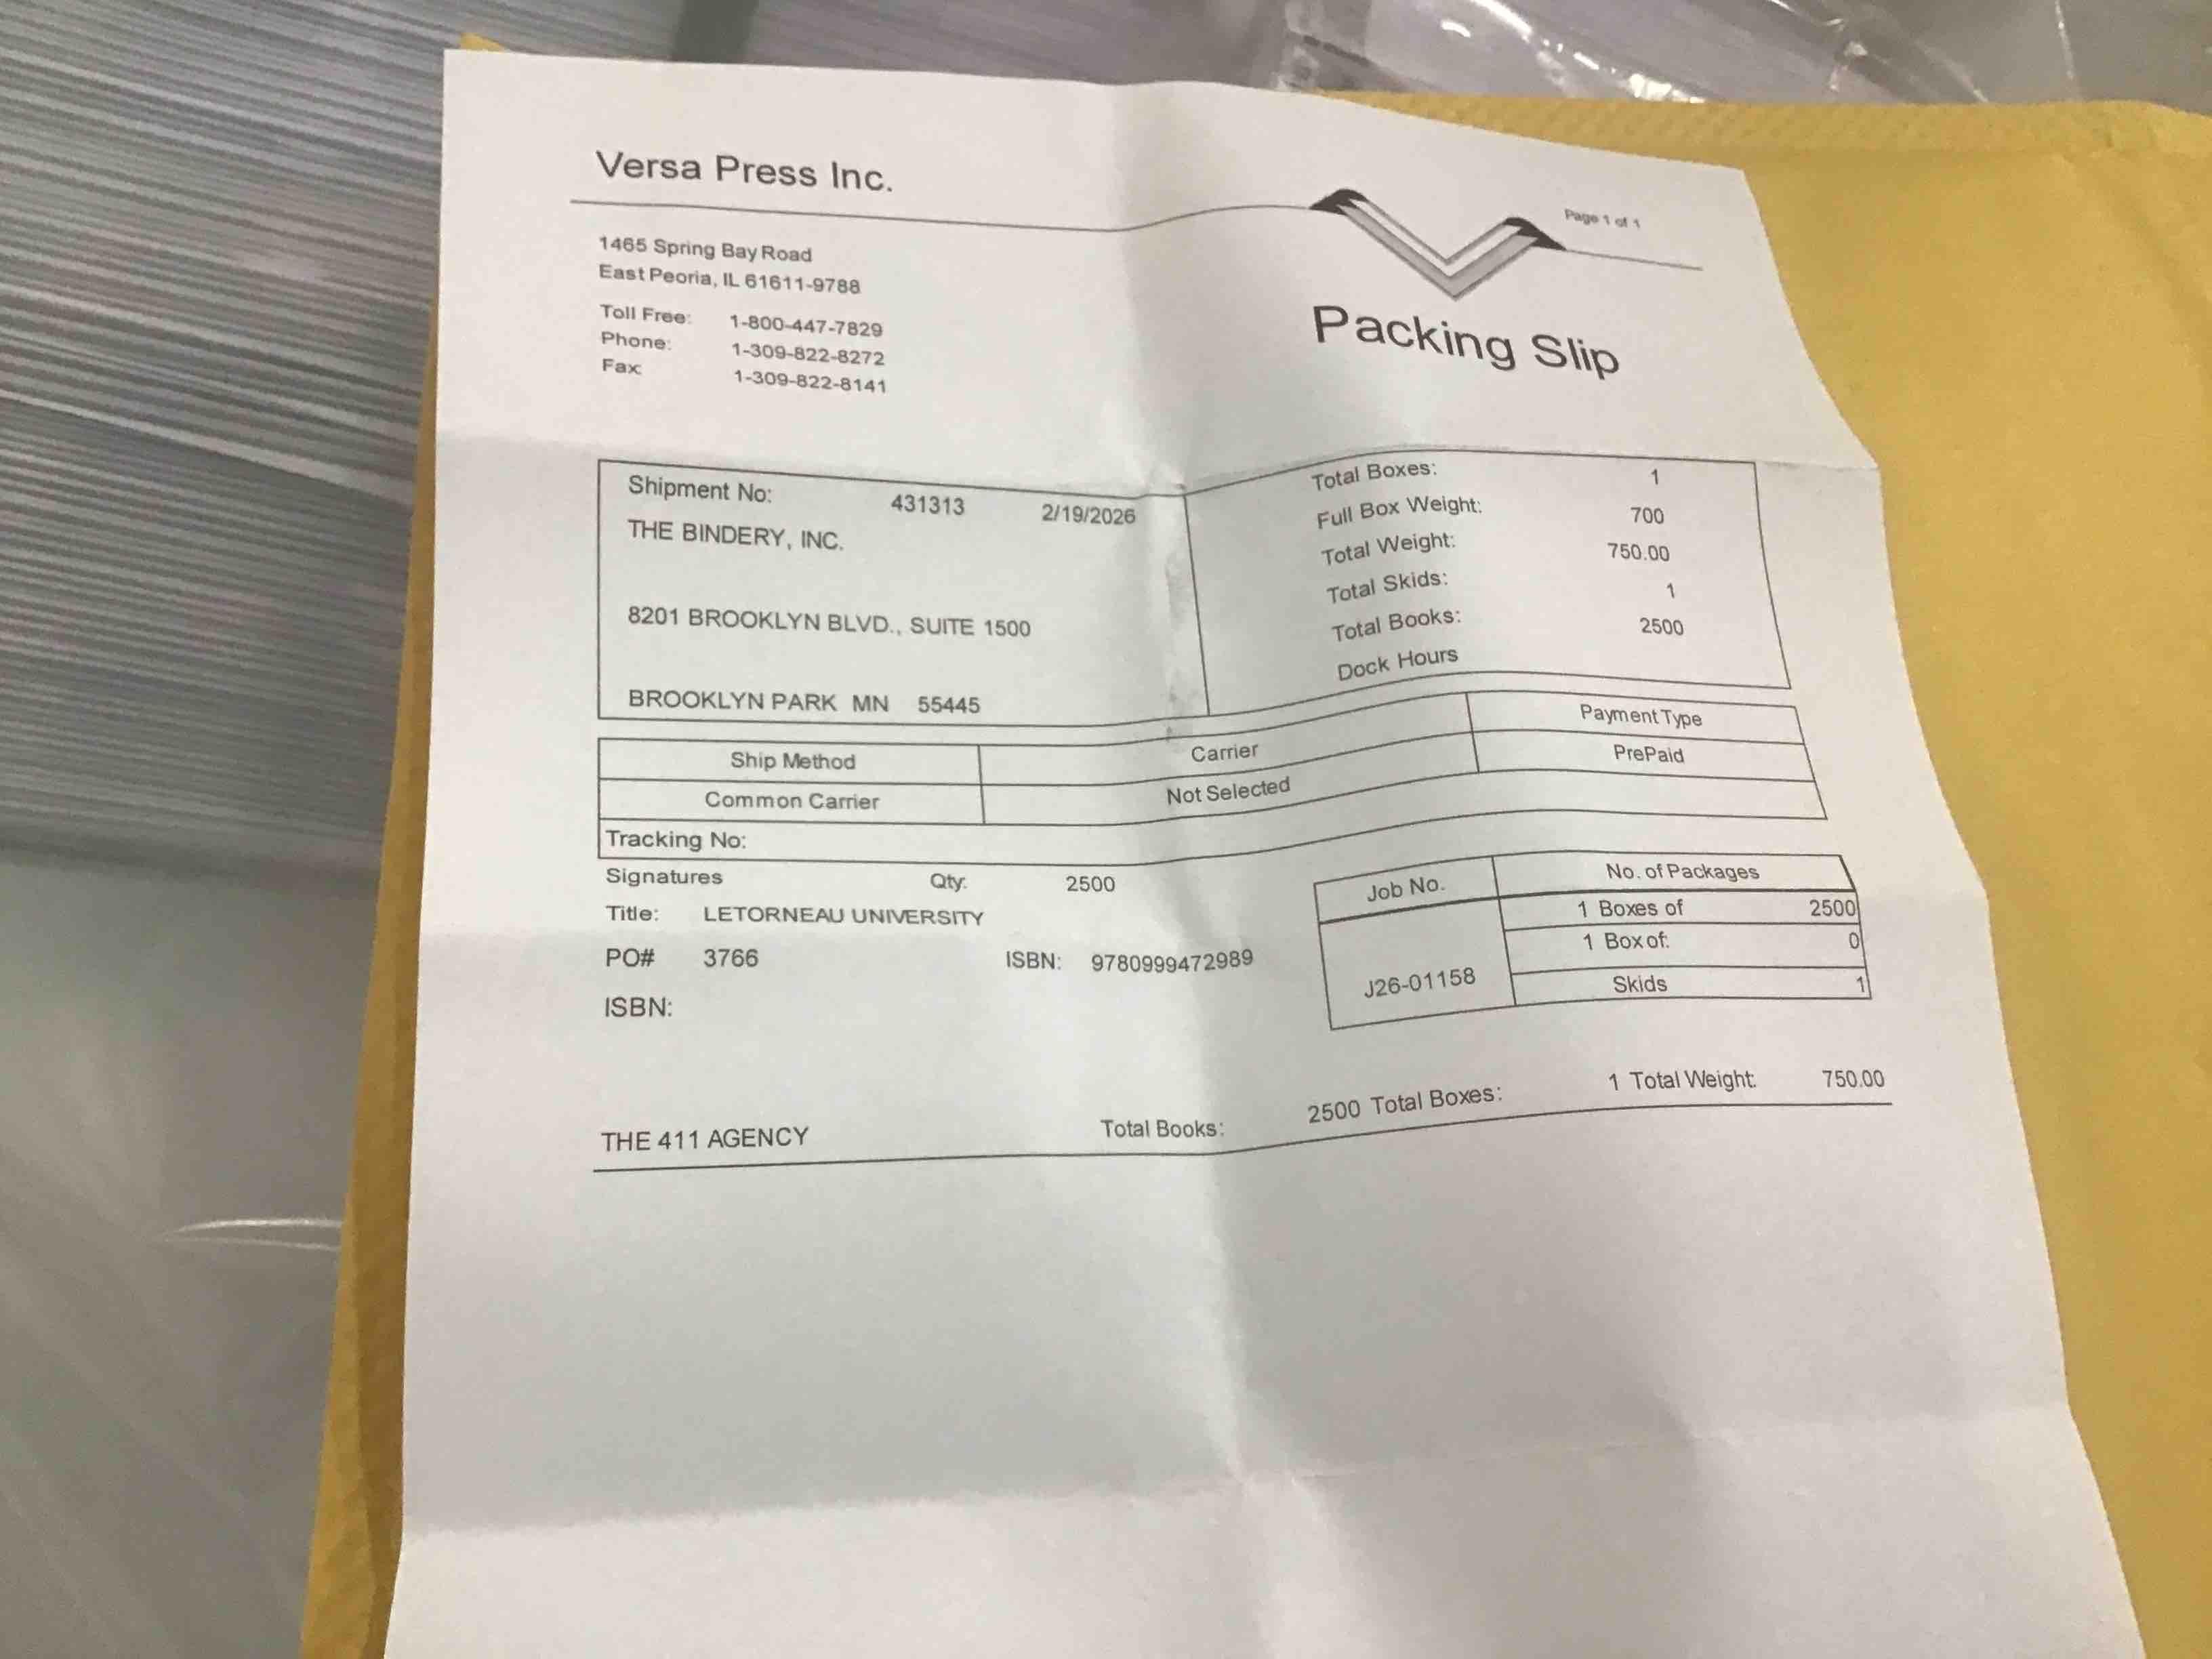 Versa Press Inc.
Page 1 of 1
1465 Spring Bay Road
East Peoria, IL 61611-9788
Toll Free: 1-800-447-7829
Phone: 1-309-822-8272
Fax: 1-309-822-8141
Packing Slip
Shipment No: 431313 2/19/2026
THE BINDERY, INC.
8201 BROOKLYN BLVD., SUITE 1500
BROOKLYN PARK MN 55445
Total Boxes: 1
Full Box Weight: 700
Total Weight: 750.00
Total Skids: 1
Total Books: 2500
Dock Hours
Ship Method Carrier Payment Type
Common Carrier Not Selected PrePaid
Tracking No:
Signatures Qty: 2500
Title: LETORNEAU UNIVERSITY
PO# 3766 ISBN: 9780999472989
ISBN:
Job No. No. of Packages
J26-01158
1 Boxes of 2500
1 Box of: 0
Skids 1
THE 411 AGENCY Total Books: 2500 Total Boxes: 1 Total Weight: 750.00